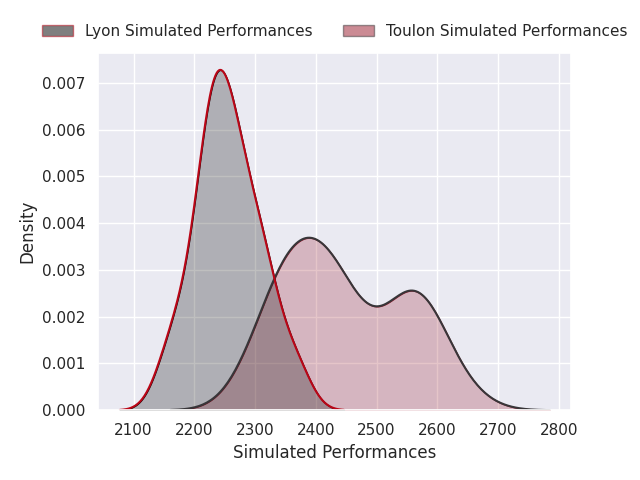 Lyon Simulated Performances Toulon Simulated Performances
0.007
0.006
0.005
0.004
0.003
0.002
0.001
0.000
Density
2100 2200 2300 2400 2500 2600 2700 2800
Simulated Performances